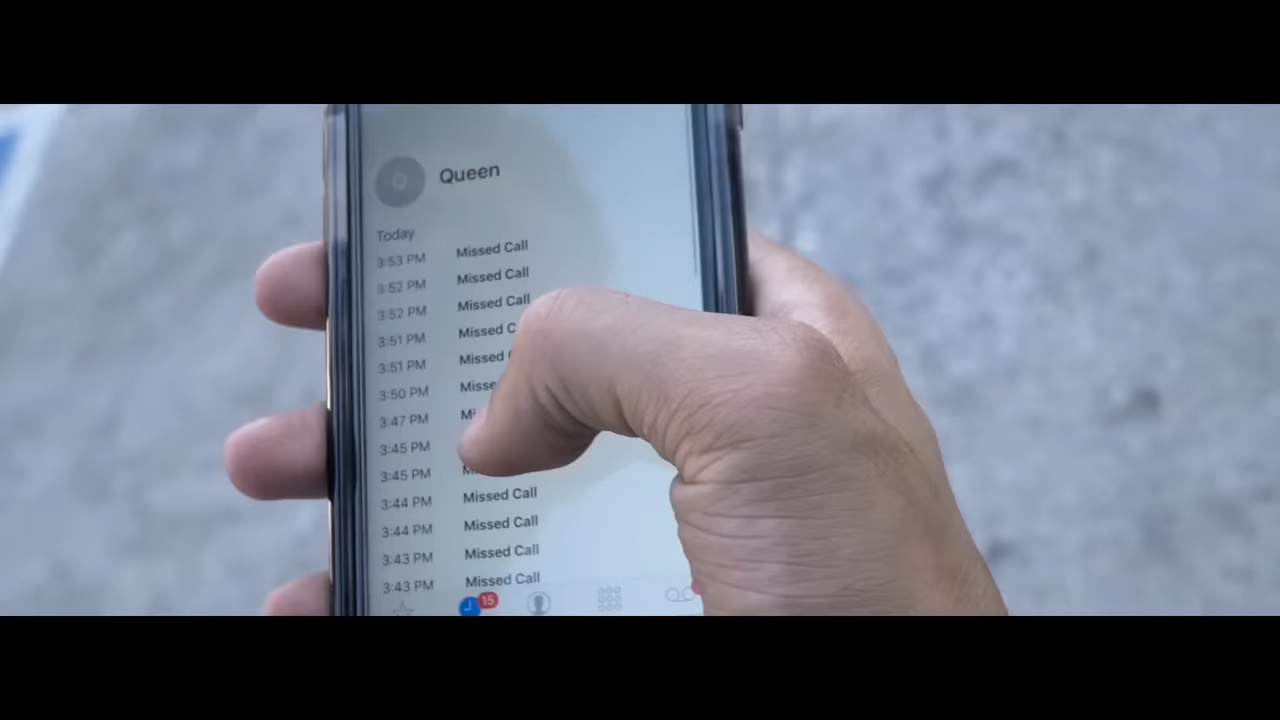 Q
Queen
Today
3:53 PM Missed Call
3:52 PM Missed Call
3:52 PM Missed Call
3:51 PM Missed
3:51 PM Missed
3:50 PM
3:47 PM
3:45 PM
3:45 PM
3:44 PM Missed Call
3:44 PM Missed Call
3:43 PM Missed Call
3:43 PM Missed Call
15